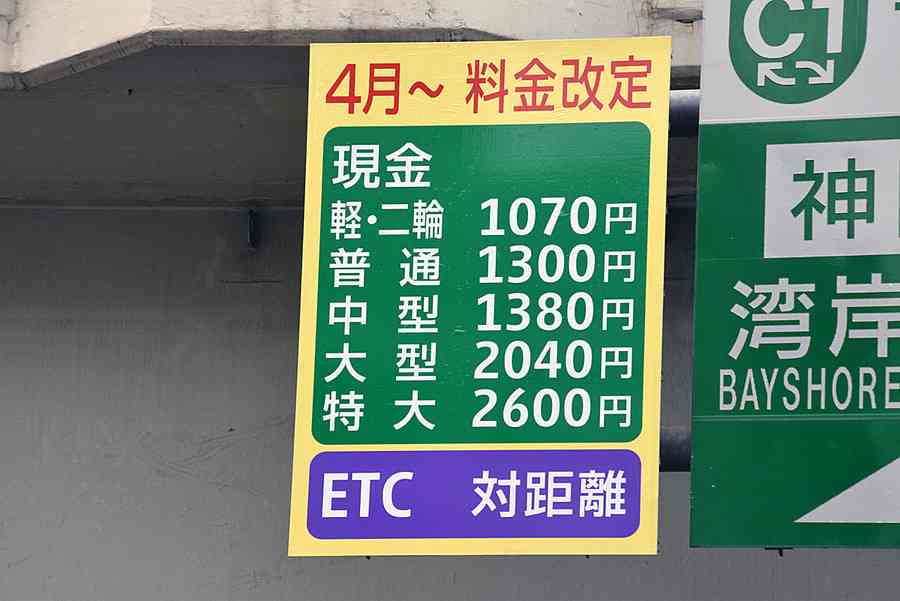 4月～ 料金改定
現金
軽・二輪 1070円
普通 1300円
中型 1380円
大型 2040円
特大 2600円
ETC 対距離
C1
神
湾岸
BAYSHORE